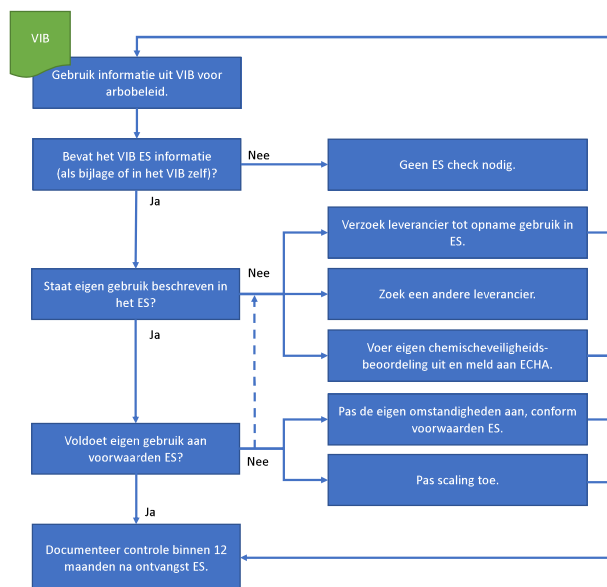 VIB
Gebruik informatie uit VIB voor
arbobeleid.
Bevat het VIB ES informatie
(als bijlage of in het VIB zelf)?
Nee
Geen ES check nodig.
Ja
Verzoek leverancier tot opname gebruik in
ES.
Staat eigen gebruik beschreven in
het ES?
Nee
Zoek een andere leverancier.
Ja
Voer eigen chemischeveiligheids-
beoordeling uit en meld aan ECHA.
Pas de eigen omstandigheden aan, conform
voorwaarden ES.
Voldoet eigen gebruik aan
voorwaarden ES?
Nee
Pas scaling toe.
Ja
Documenteer controle binnen 12
maanden na ontvangst ES.